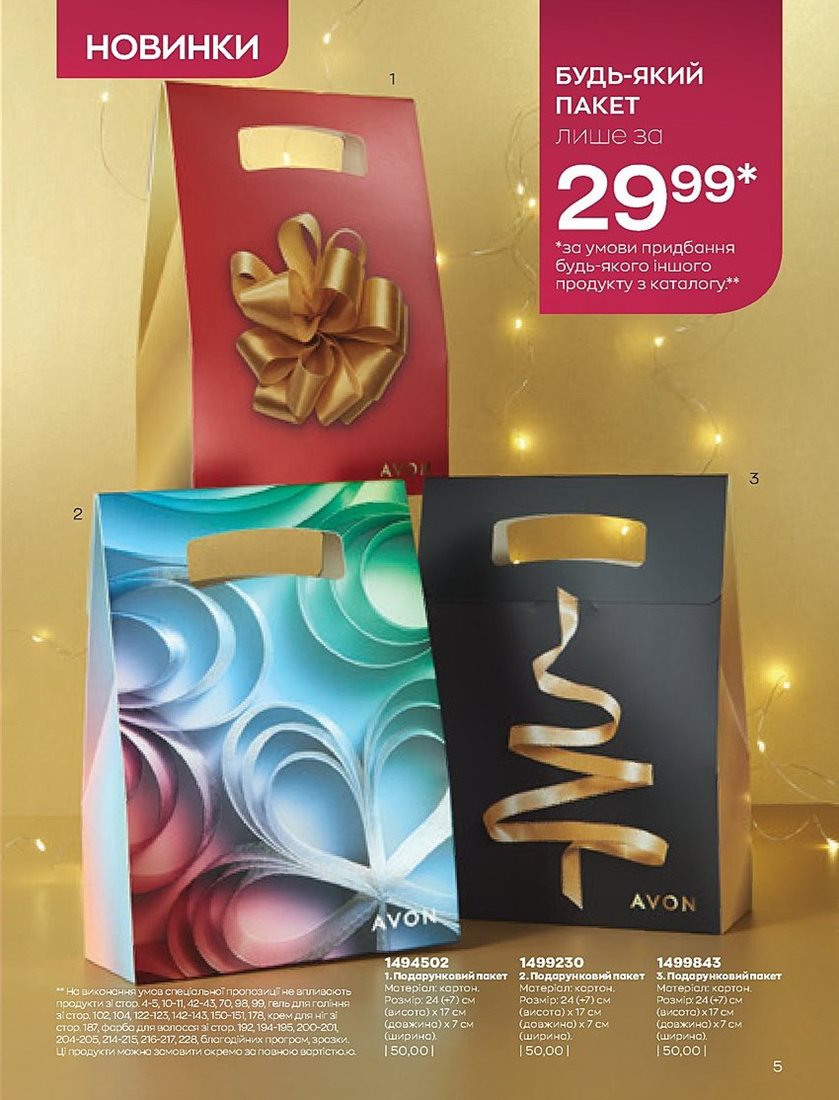 НОВИНКИ
1
БУДЬ-ЯКИЙ
ПАКЕТ
лише за
29⁹⁹*
*за умови придбання
будь-якого іншого
продукту з каталогу.**
AVON
2
3
AVON
AVON
** На виконання умов спеціальної пропозиції не впливають
продукти зі стор. 4-5, 10-11, 42-43, 70, 98, 99, гель для гоління
зі стор. 102, 104, 122-123, 142-143, 150-151, 178, крем для ніг зі
стор. 187, фарба для волосся зі стор. 192, 194-195, 200-201,
204-205, 214-215, 216-217, 228, благодійних програм, зразки.
Ці продукти можна замовити окремо за повною вартістю.
1494502
1. Подарунковий пакет
Матеріал: картон.
Розмір: 24 (+7) см
(висота) х 17 см
(довжина) х 7 см
(ширина).
| 50,00 |
1499230
2. Подарунковий пакет
Матеріал: картон.
Розмір: 24 (+7) см
(висота) х 17 см
(довжина) х 7 см
(ширина).
| 50,00 |
1499843
3. Подарунковий пакет
Матеріал: картон.
Розмір: 24 (+7) см
(висота) х 17 см
(довжина) х 7 см
(ширина).
| 50,00 |
5